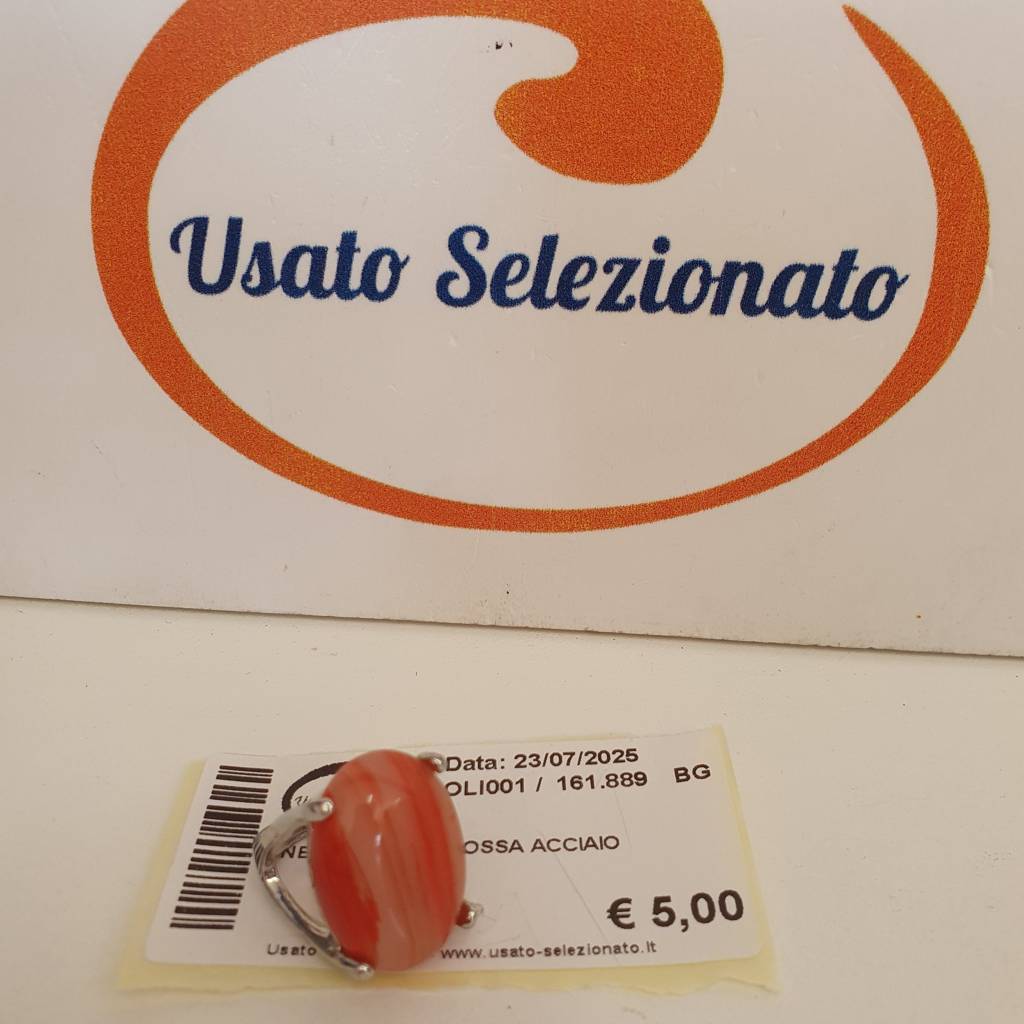 Usato Selezionato
Data: 23/07/2025
OLI001 / 161.889 BG
NE OSSA ACCIAIO
€ 5,00
Usato www.usato-selezionato.it